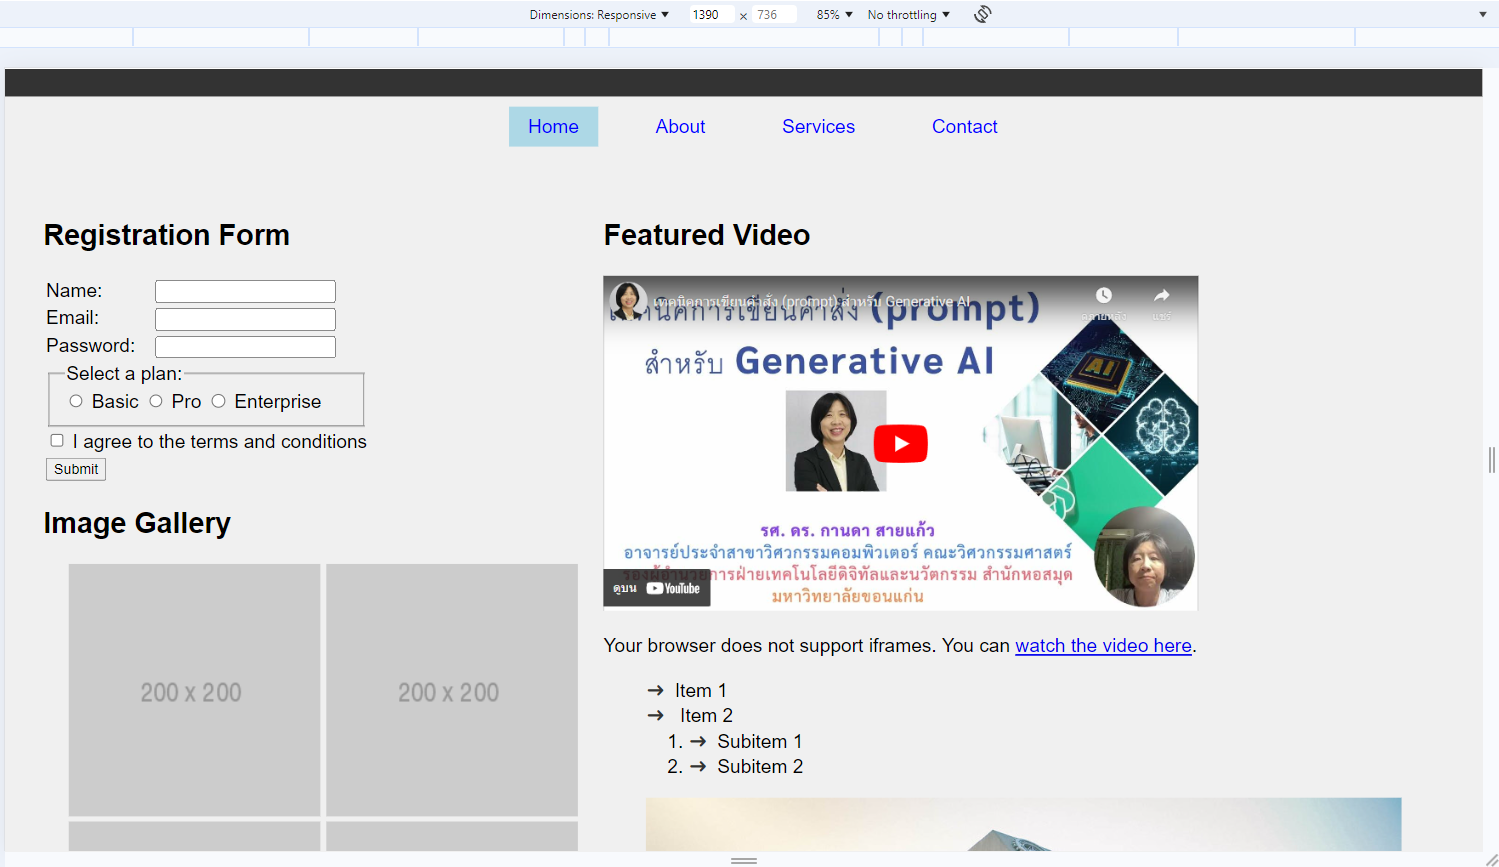 Dimensions: Responsive 1390 x 736 85% No throttling
Home About Services Contact
Registration Form
Name:
Email:
Password:
Select a plan:
Basic Pro Enterprise
I agree to the terms and conditions
Submit
Image Gallery
200 x 200 200 x 200
Featured Video
เทคนิคการเขียนคำสั่ง (prompt) สำหรับ Generative AI
เทคนิคการเขียนคำสั่ง (prompt)
สำหรับ Generative AI
AI
รศ. ดร. กานดา สายแก้ว
อาจารย์ประจำสาขาวิศวกรรมคอมพิวเตอร์ คณะวิศวกรรมศาสตร์
รองผู้อำนวยการฝ่ายเทคโนโลยีดิจิทัลและนวัตกรรม สำนักหอสมุด
มหาวิทยาลัยขอนแก่น
ดูบน YouTube
Your browser does not support iframes. You can watch the video here.
→ Item 1
→ Item 2
1. → Subitem 1
2. → Subitem 2